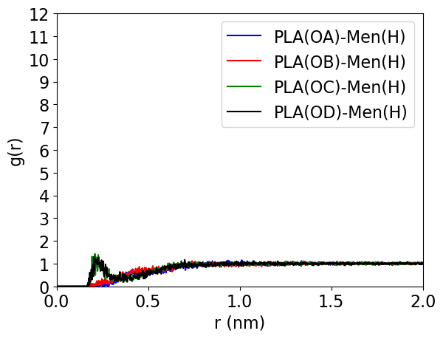 12
11
10
9
8
7
6
5
4
3
2
1
0
g(r)
PLA(OA)-Men(H)
PLA(OB)-Men(H)
PLA(OC)-Men(H)
PLA(OD)-Men(H)
0.0 0.5 1.0 1.5 2.0
r (nm)